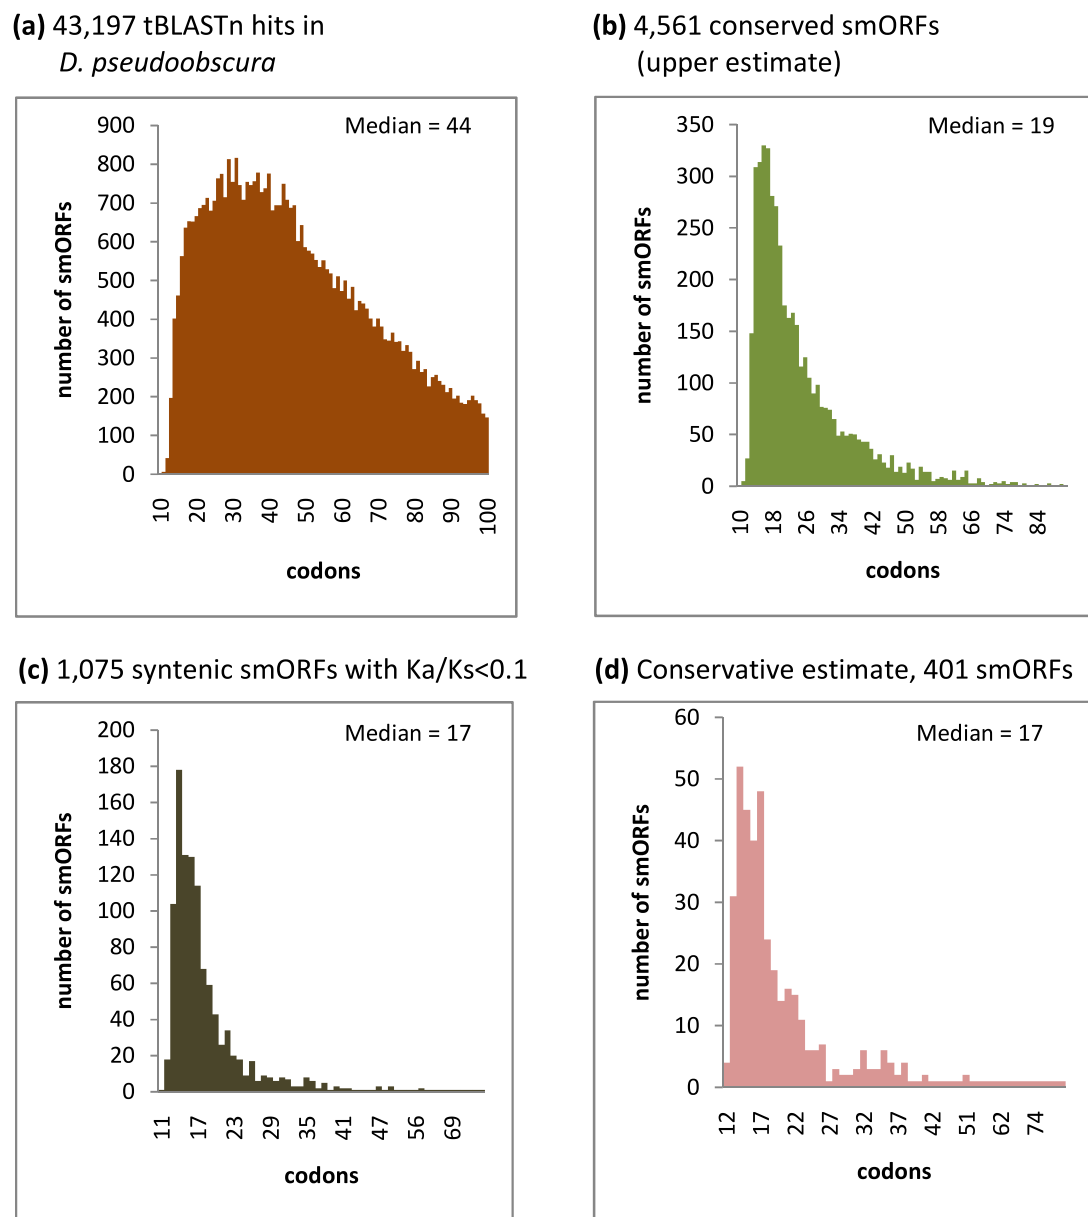 (a) 43,197 tBLASTn hits in
D. pseudoobscura
Median = 44
900
800
700
600
500
400
300
200
100
0
number of smORFs
10 20 30 40 50 60 70 80 90 100
codons
(b) 4,561 conserved smORFs
(upper estimate)
Median = 19
350
300
250
200
150
100
50
0
number of smORFs
10 18 26 34 42 50 58 66 74 84
codons
(c) 1,075 syntenic smORFs with Ka/Ks<0.1
Median = 17
200
180
160
140
120
100
80
60
40
20
0
number of smORFs
11 17 23 29 35 41 47 56 69
codons
(d) Conservative estimate, 401 smORFs
Median = 17
60
50
40
30
20
10
0
number of smORFs
12 17 22 27 32 37 42 51 62 74
codons